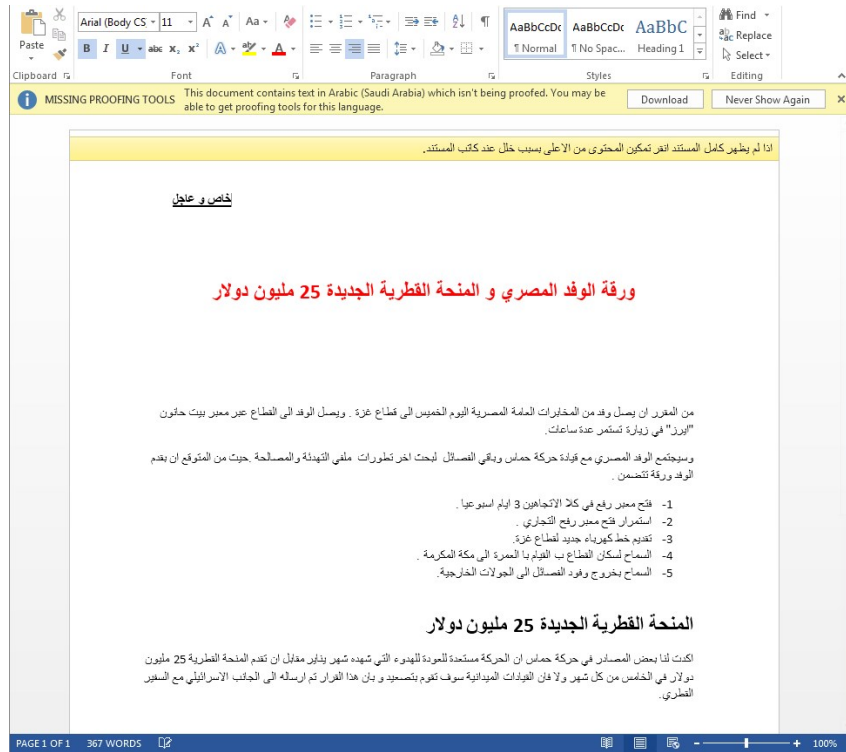 Paste
Clipboard
Arial (Body CS
11
Aa
B I U abc x₂ x²
A
Font
Paragraph
AaBbCcDc
¶ Normal
AaBbCcDc
¶ No Spac...
AaBbC
Heading 1
Styles
Find
Replace
Select
Editing
MISSING PROOFING TOOLS
This document contains text in Arabic (Saudi Arabia) which isn't being proofed. You may be
able to get proofing tools for this language.
Download
Never Show Again
اذا لم يظهر كامل المستند انقر تمكين المحتوى من الاعلى بسبب خلل عند كاتب المستند.
خاص و عاجل
ورقة الوفد المصري و المنحة القطرية الجديدة 25 مليون دولار
من المقرر ان يصل وفد من المخابرات العامة المصرية اليوم الخميس الى قطاع غزة . ويصل الوفد الى القطاع عبر معبر بيت حانون
"ايرز" في زيارة تستمر عدة ساعات.
وسيجتمع الوفد المصري مع قيادة حركة حماس وباقي الفصائل لبحث اخر تطورات ملفي التهدئة والمصالحة .حيث من المتوقع ان يقدم
الوفد ورقة تتضمن .
1- فتح معبر رفع في كلا الاتجاهين 3 ايام اسبوعيا .
2- استمرار فتح معبر رفح التجاري .
3- تقديم خط كهرباء جديد لقطاع غزة.
4- السماح لسكان القطاع ب القيام با العمرة الى مكة المكرمة .
5- السماح بخروج وفود الفصائل الى الجولات الخارجية.
المنحة القطرية الجديدة 25 مليون دولار
اكدت لنا بعض المصادر في حركة حماس ان الحركة مستعدة للعودة للهدوء التي شهده شهر يناير مقابل ان تقدم المنحة القطرية 25 مليون
دولار في الخامس من كل شهر ولا فان القيادات الميدانية سوف تقوم بتصعيد و بان هذا القرار تم ارساله الى الجانب الاسرائيلي مع السفير
القطري.
PAGE 1 OF 1
367 WORDS
100%